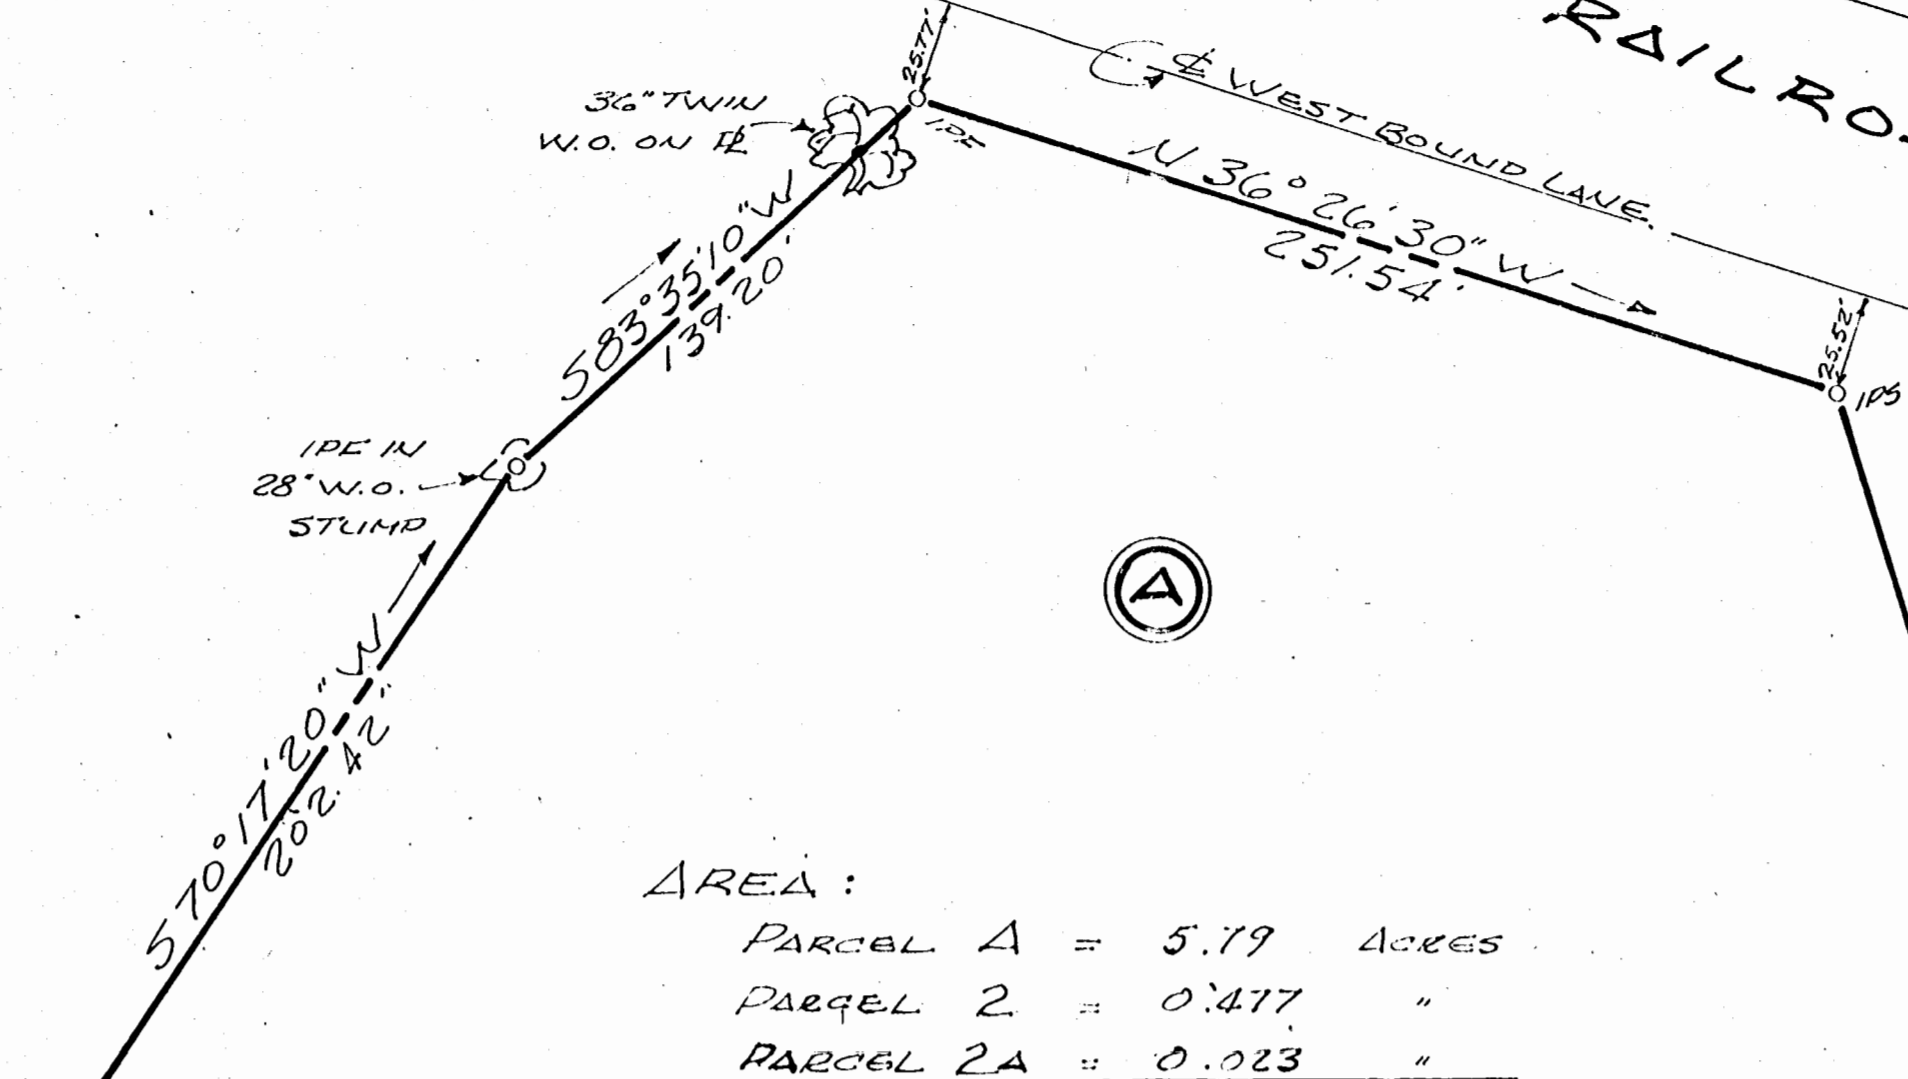 RAILRO
25.77'
36" TWIN
W.O. ON ⅊
IPF
℄ WEST BOUND LANE
N 36° 26' 30" W
251.54'
25.52'
IPS
S83°35'10"W
139.20'
IPF IN
28" W.O.
STUMP
S70°17'20"W
202.42'
A
AREA:
PARCEL A = 5.79 ACRES
PARCEL 2 = 0.477 "
PARCEL 2A = 0.023 "